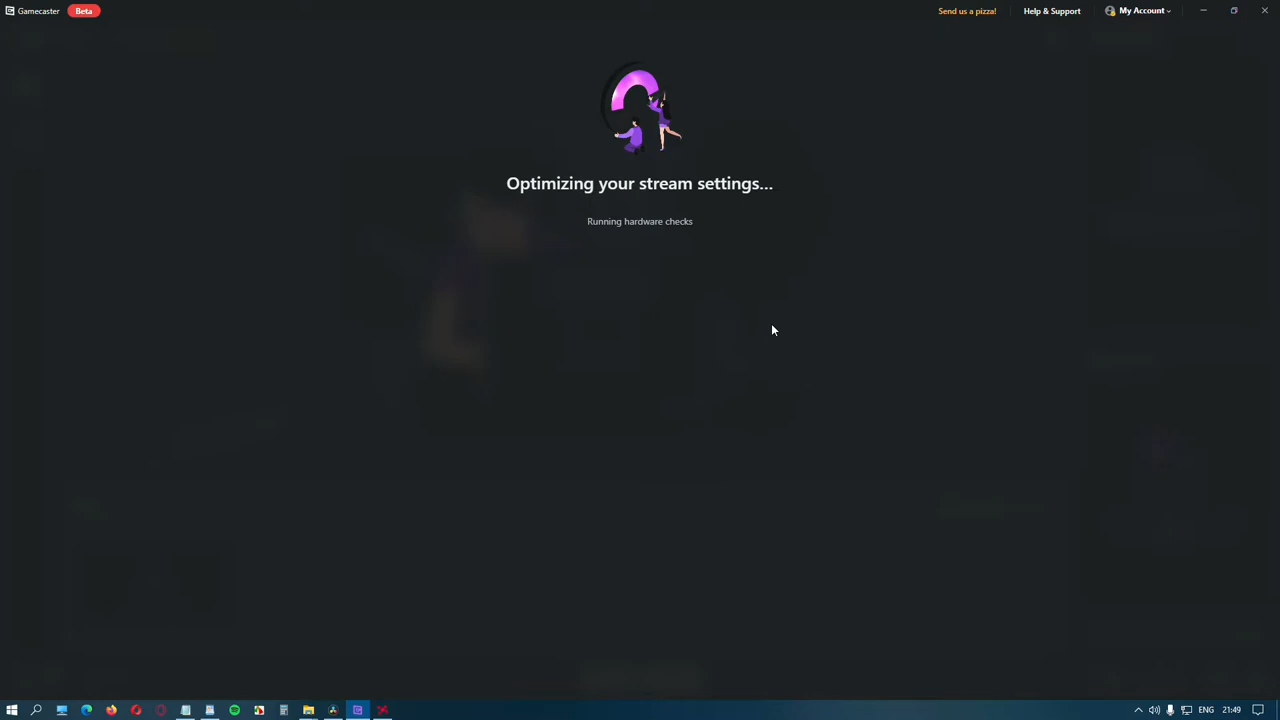 Gamecaster Beta Send us a pizza! Help & Support My Account
Optimizing your stream settings...
Running hardware checks
ENG 21:49